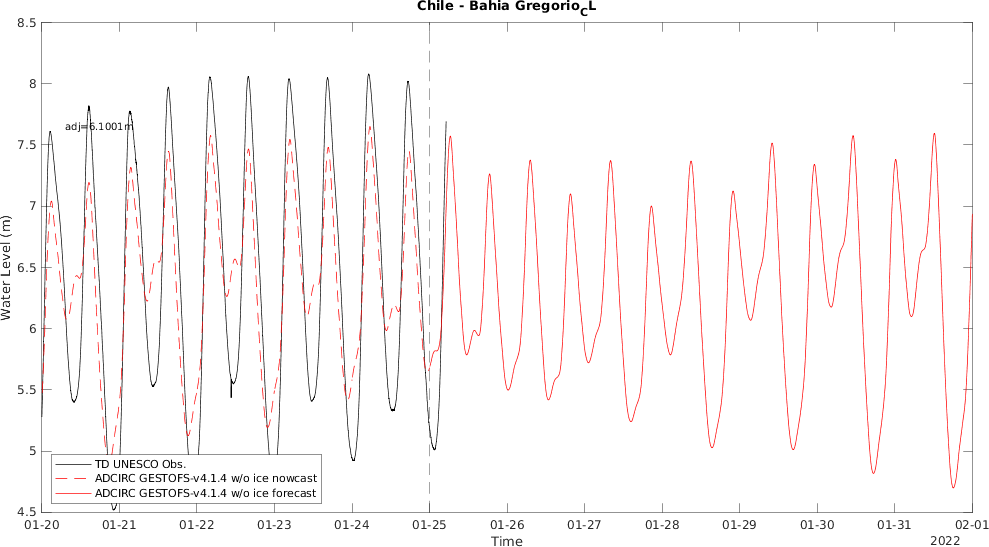 Chile - Bahia Gregorio_CL
8.5
8
7.5
7
6.5
6
5.5
5
4.5
Water Level (m)
adj=6.1001m
TD UNESCO Obs.
ADCIRC GESTOFS-v4.1.4 w/o ice nowcast
ADCIRC GESTOFS-v4.1.4 w/o ice forecast
01-20 01-21 01-22 01-23 01-24 01-25 01-26 01-27 01-28 01-29 01-30 01-31 02-01
Time
2022